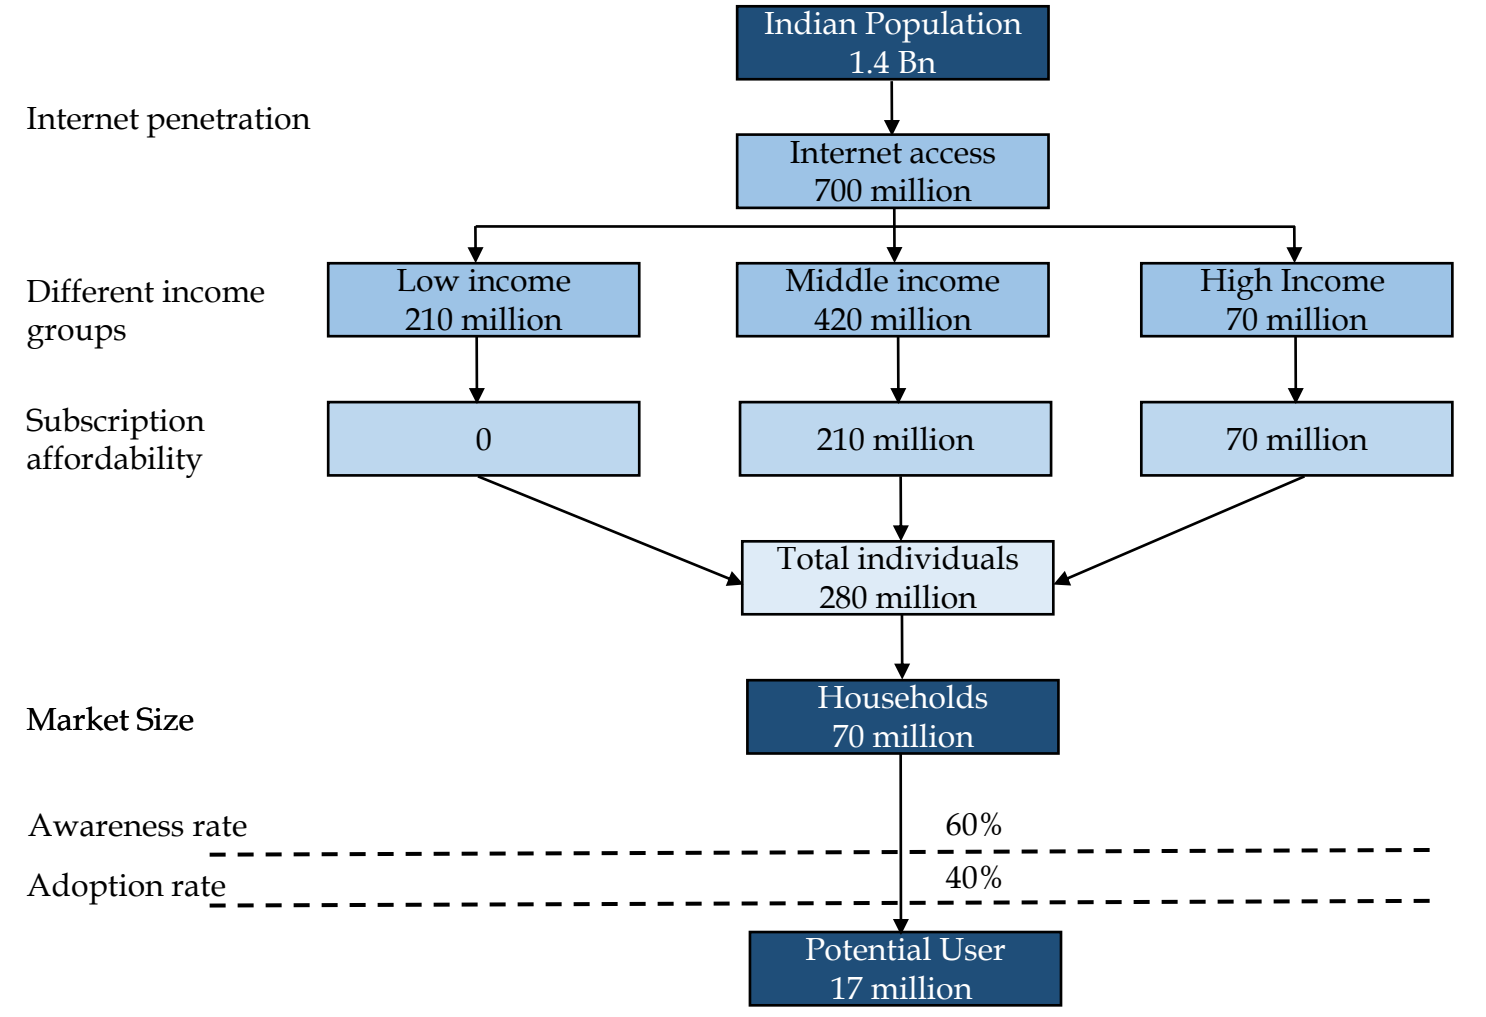 Indian Population
1.4 Bn
Internet penetration
Internet access
700 million
Different income
groups
Low income
210 million
Middle income
420 million
High Income
70 million
Subscription
affordability
0
210 million
70 million
Total individuals
280 million
Market Size
Households
70 million
Awareness rate
60%
Adoption rate
40%
Potential User
17 million